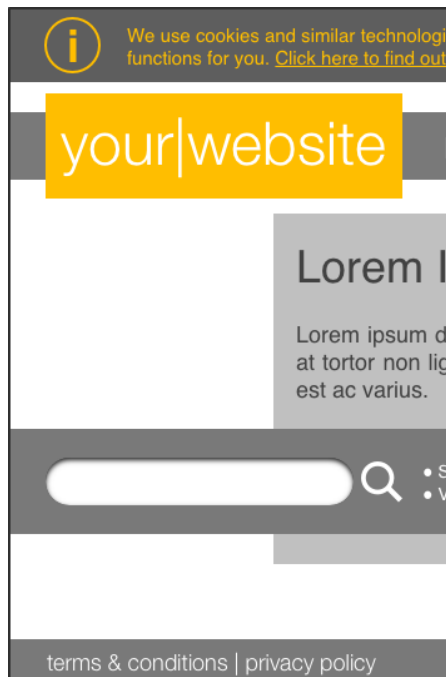 We use cookies and similar technologi
functions for you. Click here to find out
your|website
Lorem I
Lorem ipsum d
at tortor non lig
est ac varius.
• S
• V
terms & conditions | privacy policy